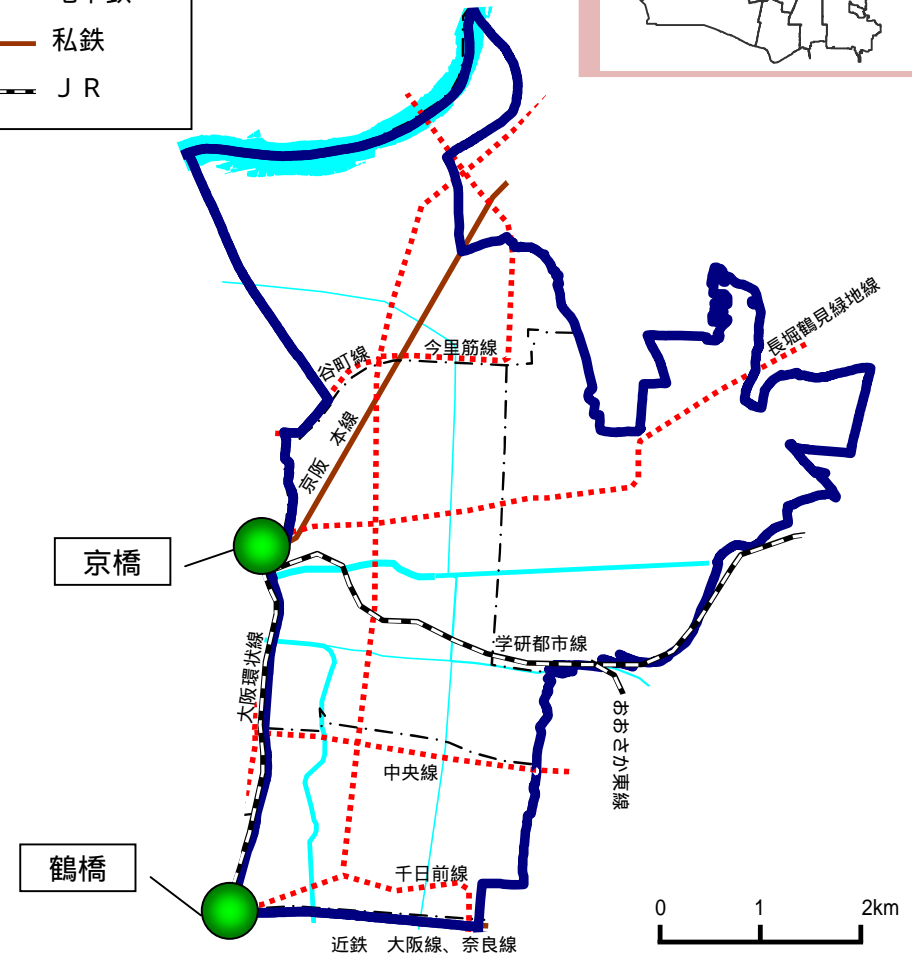 私鉄
ＪＲ
長堀鶴見緑地線
谷町線
今里筋線
京阪　本線
京橋
学研都市線
大阪環状線
おおさか東線
中央線
鶴橋
千日前線
近鉄　大阪線、奈良線
0 1 2km